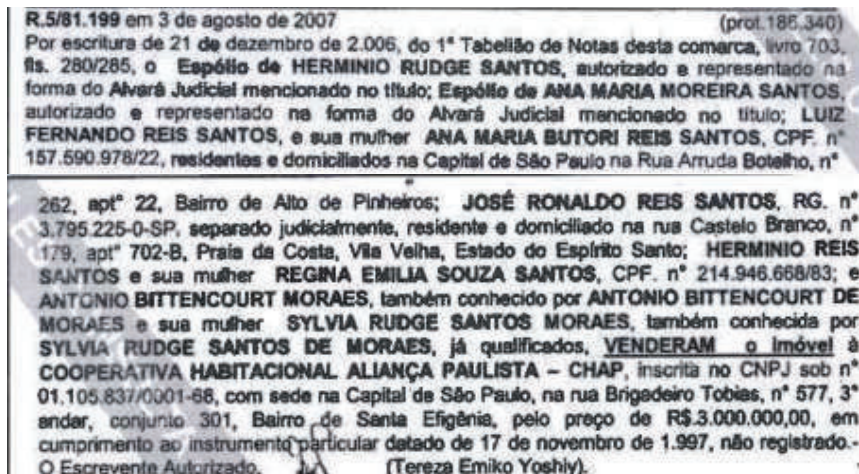 R.5/81.199 em 3 de agosto de 2007 (prot.186.340)
Por escritura de 21 de dezembro de 2.006, do 1º Tabelião de Notas desta comarca, livro 703,
fls. 280/285, o Espólio de HERMINIO RUDGE SANTOS, autorizado e representado na
forma do Alvará Judicial mencionado no título; Espólio de ANA MARIA MOREIRA SANTOS,
autorizado e representado na forma do Alvará Judicial mencionado no título; LUIZ
FERNANDO REIS SANTOS, e sua mulher ANA MARIA BUTORI REIS SANTOS, CPF. nº
157.590.978/22, residentes e domiciliados na Capital de São Paulo na Rua Arruda Botelho, nº
262, aptº 22, Bairro de Alto de Pinheiros; JOSÉ RONALDO REIS SANTOS, RG. nº
3.795.225-0-SP, separado judicialmente, residente e domiciliado na rua Castelo Branco, nº
179, aptº 702-B, Praia da Costa, Vila Velha, Estado do Espírito Santo; HERMINIO REIS
SANTOS e sua mulher REGINA EMILIA SOUZA SANTOS, CPF. nº 214.946.668/83; e
ANTONIO BITTENCOURT MORAES, também conhecido por ANTONIO BITTENCOURT DE
MORAES e sua mulher SYLVIA RUDGE SANTOS MORAES, também conhecida por
SYLVIA RUDGE SANTOS DE MORAES, já qualificados, VENDERAM o imóvel à
COOPERATIVA HABITACIONAL ALIANÇA PAULISTA – CHAP, inscrita no CNPJ sob nº
01.105.837/0001-68, com sede na Capital de São Paulo, na rua Brigadeiro Tobias, nº 577, 3º
andar, conjunto 301, Bairro de Santa Efigênia, pelo preço de R$.3.000.000,00, em
cumprimento ao instrumento particular datado de 17 de novembro de 1.997, não registrado.-
O Escrevente Autorizado, (Tereza Emiko Yoshiy).